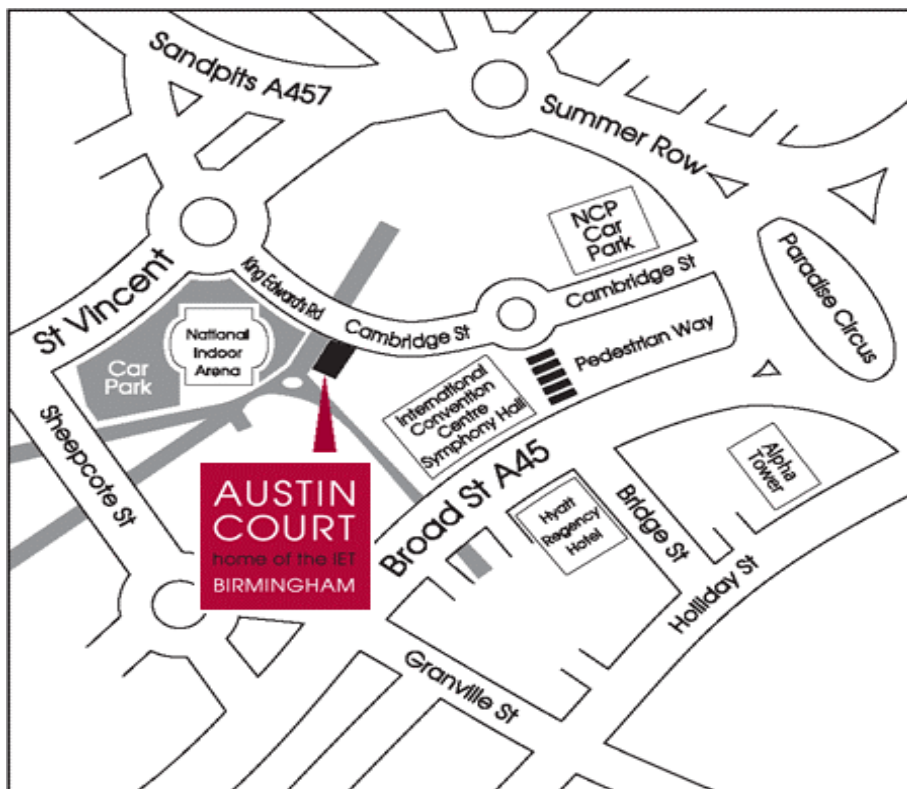 Sandpits A457
Summer Row
NCP
Car
Park
Paradise Circus
St Vincent
King Edward's Rd
Cambridge St
Cambridge St
National
Indoor
Arena
Car
Park
Pedestrian Way
International
Convention
Centre
Symphony Hall
Sheepcote St
AUSTIN
COURT
home of the IET
BIRMINGHAM
Broad St A45
Hyatt
Regency
Hotel
Bridge St
Alpha
Tower
Holliday St
Granville St